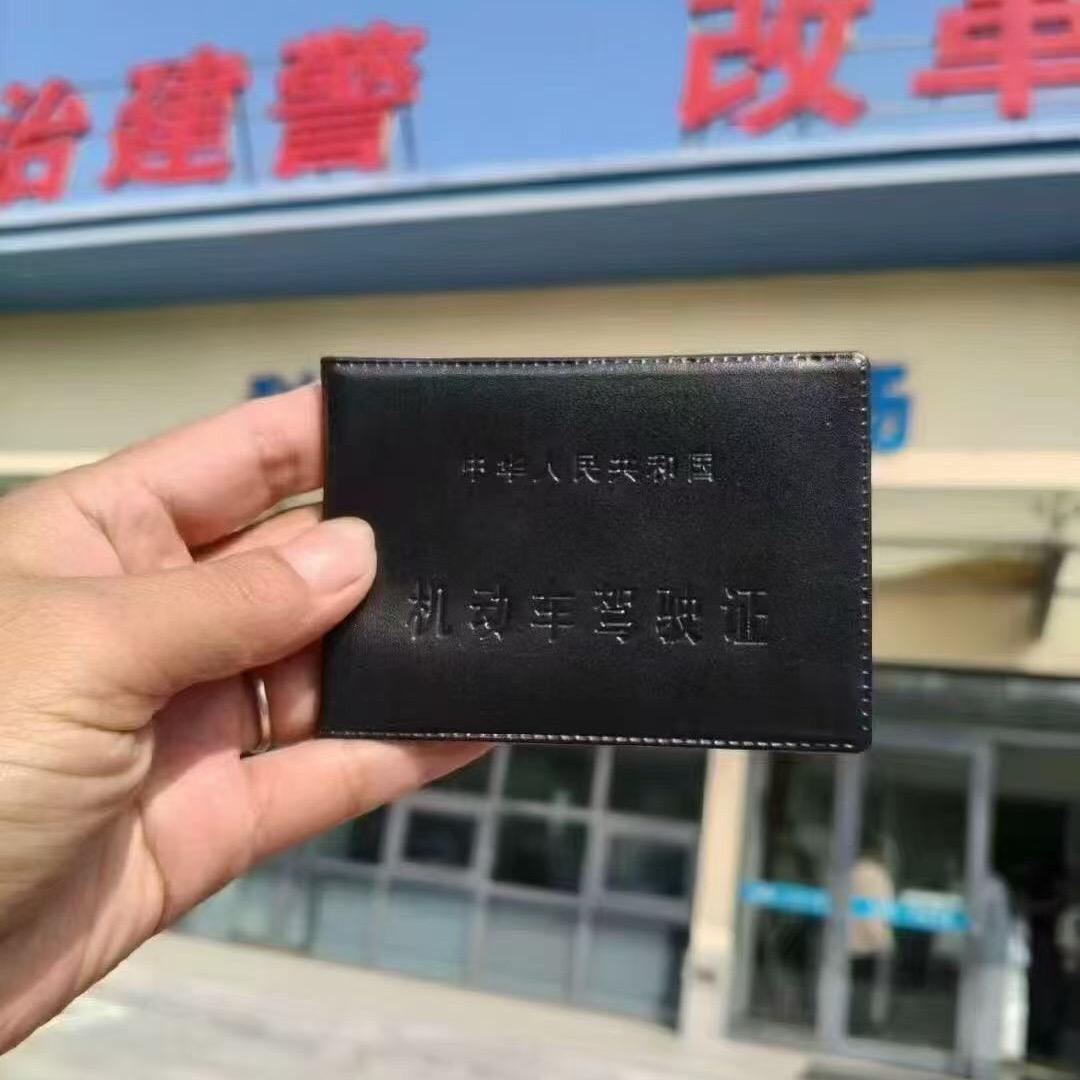 治建警 改革
中华人民共和国
机动车驾驶证